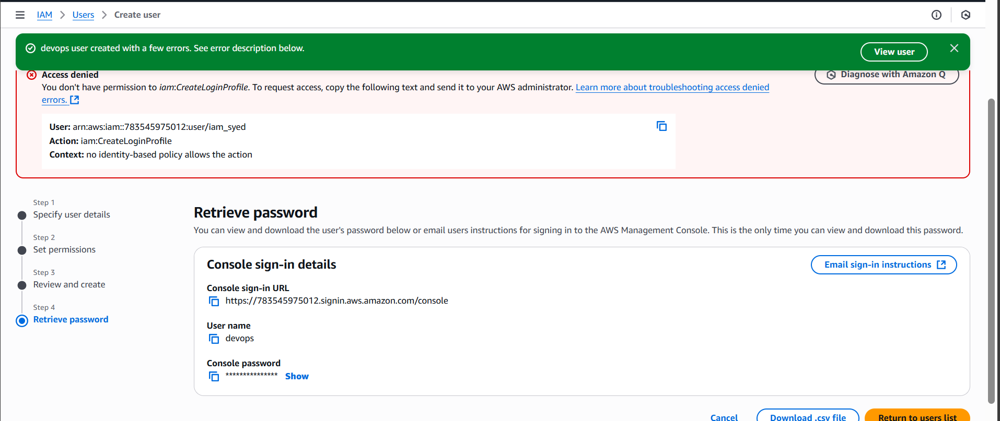 IAM > Users > Create user
devops user created with a few errors. See error description below.
View user
Access denied
Diagnose with Amazon Q
You don't have permission to iam:CreateLoginProfile. To request access, copy the following text and send it to your AWS administrator. Learn more about troubleshooting access denied
errors.
User: arn:aws:iam::783545975012:user/iam_syed
Action: iam:CreateLoginProfile
Context: no identity-based policy allows the action
Step 1
Specify user details
Step 2
Set permissions
Step 3
Review and create
Step 4
Retrieve password
Retrieve password
You can view and download the user's password below or email users instructions for signing in to the AWS Management Console. This is the only time you can view and download this password.
Console sign-in details
Email sign-in instructions
Console sign-in URL
https://783545975012.signin.aws.amazon.com/console
User name
devops
Console password
*************** Show
Cancel
Download .csv file
Return to users list